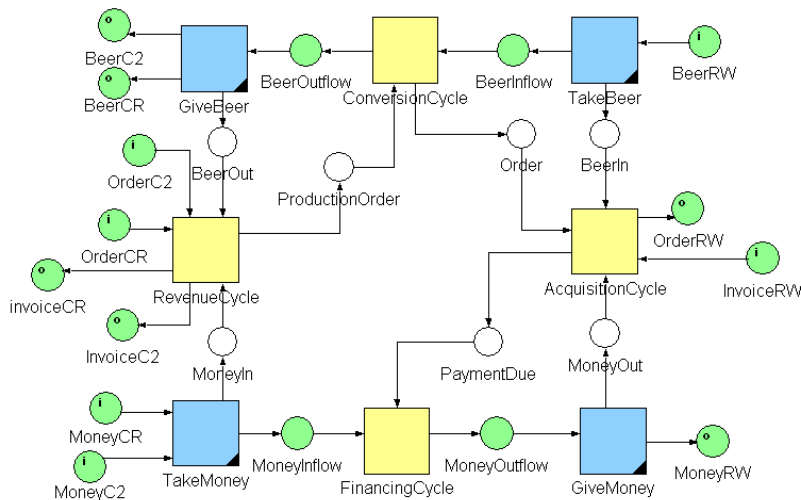 o
BeerC2
o
BeerCR
GiveBeer
BeerOutflow
ConversionCycle
BeerInflow
TakeBeer
i
BeerRW
i
OrderC2
BeerOut
ProductionOrder
Order
BeerIn
i
OrderCR
o
invoiceCR
RevenueCycle
o
InvoiceC2
o
OrderRW
i
InvoiceRW
AcquisitionCycle
MoneyIn
PaymentDue
MoneyOut
i
MoneyCR
i
MoneyC2
TakeMoney
MoneyInflow
FinancingCycle
MoneyOutflow
GiveMoney
o
MoneyRW